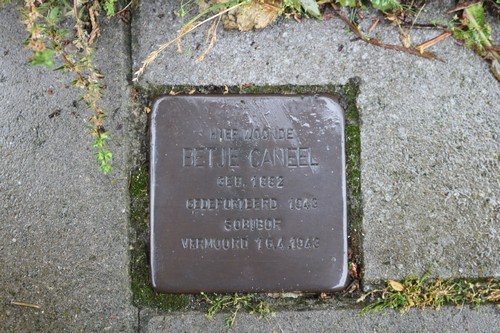 HIER WOONDE
BETJE CANEEL
GEB. 1882
GEDEPORTEERD 1943
SOBIBOR
VERMOORD 16.4.1943